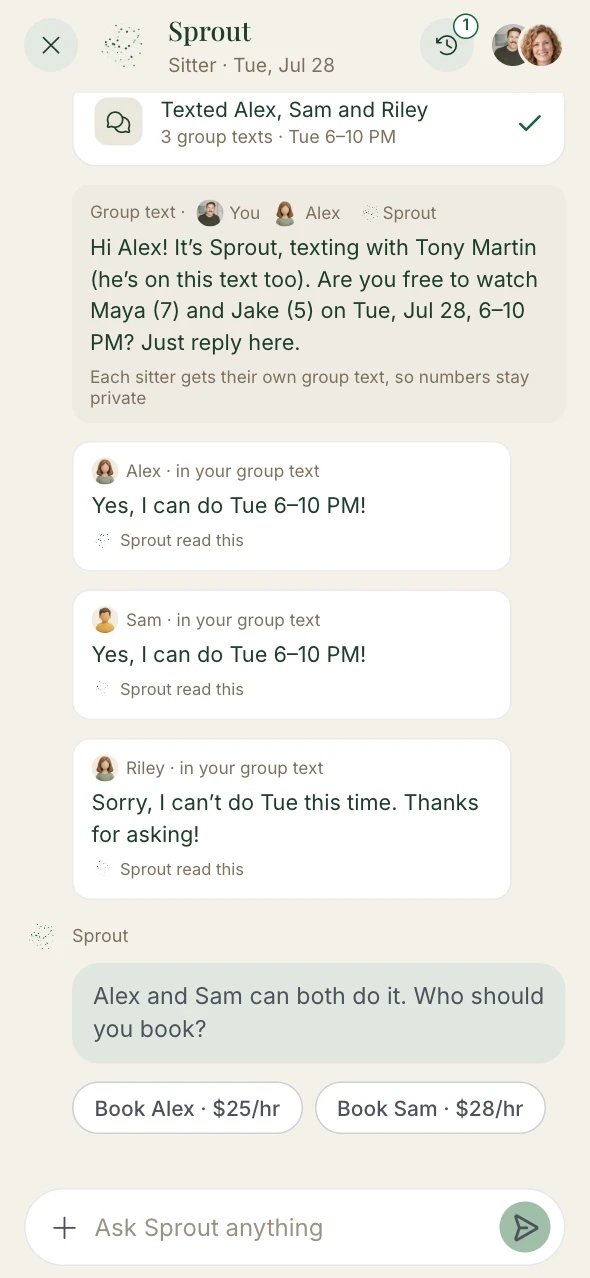 Sprout
Sitter · Tue, Jul 28
1
Texted Alex, Sam and Riley
3 group texts · Tue 6–10 PM
Group text · You Alex Sprout
Hi Alex! It’s Sprout, texting with Tony Martin
(he’s on this text too). Are you free to watch
Maya (7) and Jake (5) on Tue, Jul 28, 6–10
PM? Just reply here.
Each sitter gets their own group text, so numbers stay
private
Alex · in your group text
Yes, I can do Tue 6–10 PM!
Sprout read this
Sam · in your group text
Yes, I can do Tue 6–10 PM!
Sprout read this
Riley · in your group text
Sorry, I can’t do Tue this time. Thanks
for asking!
Sprout read this
Sprout
Alex and Sam can both do it. Who should
you book?
Book Alex · $25/hr
Book Sam · $28/hr
Ask Sprout anything